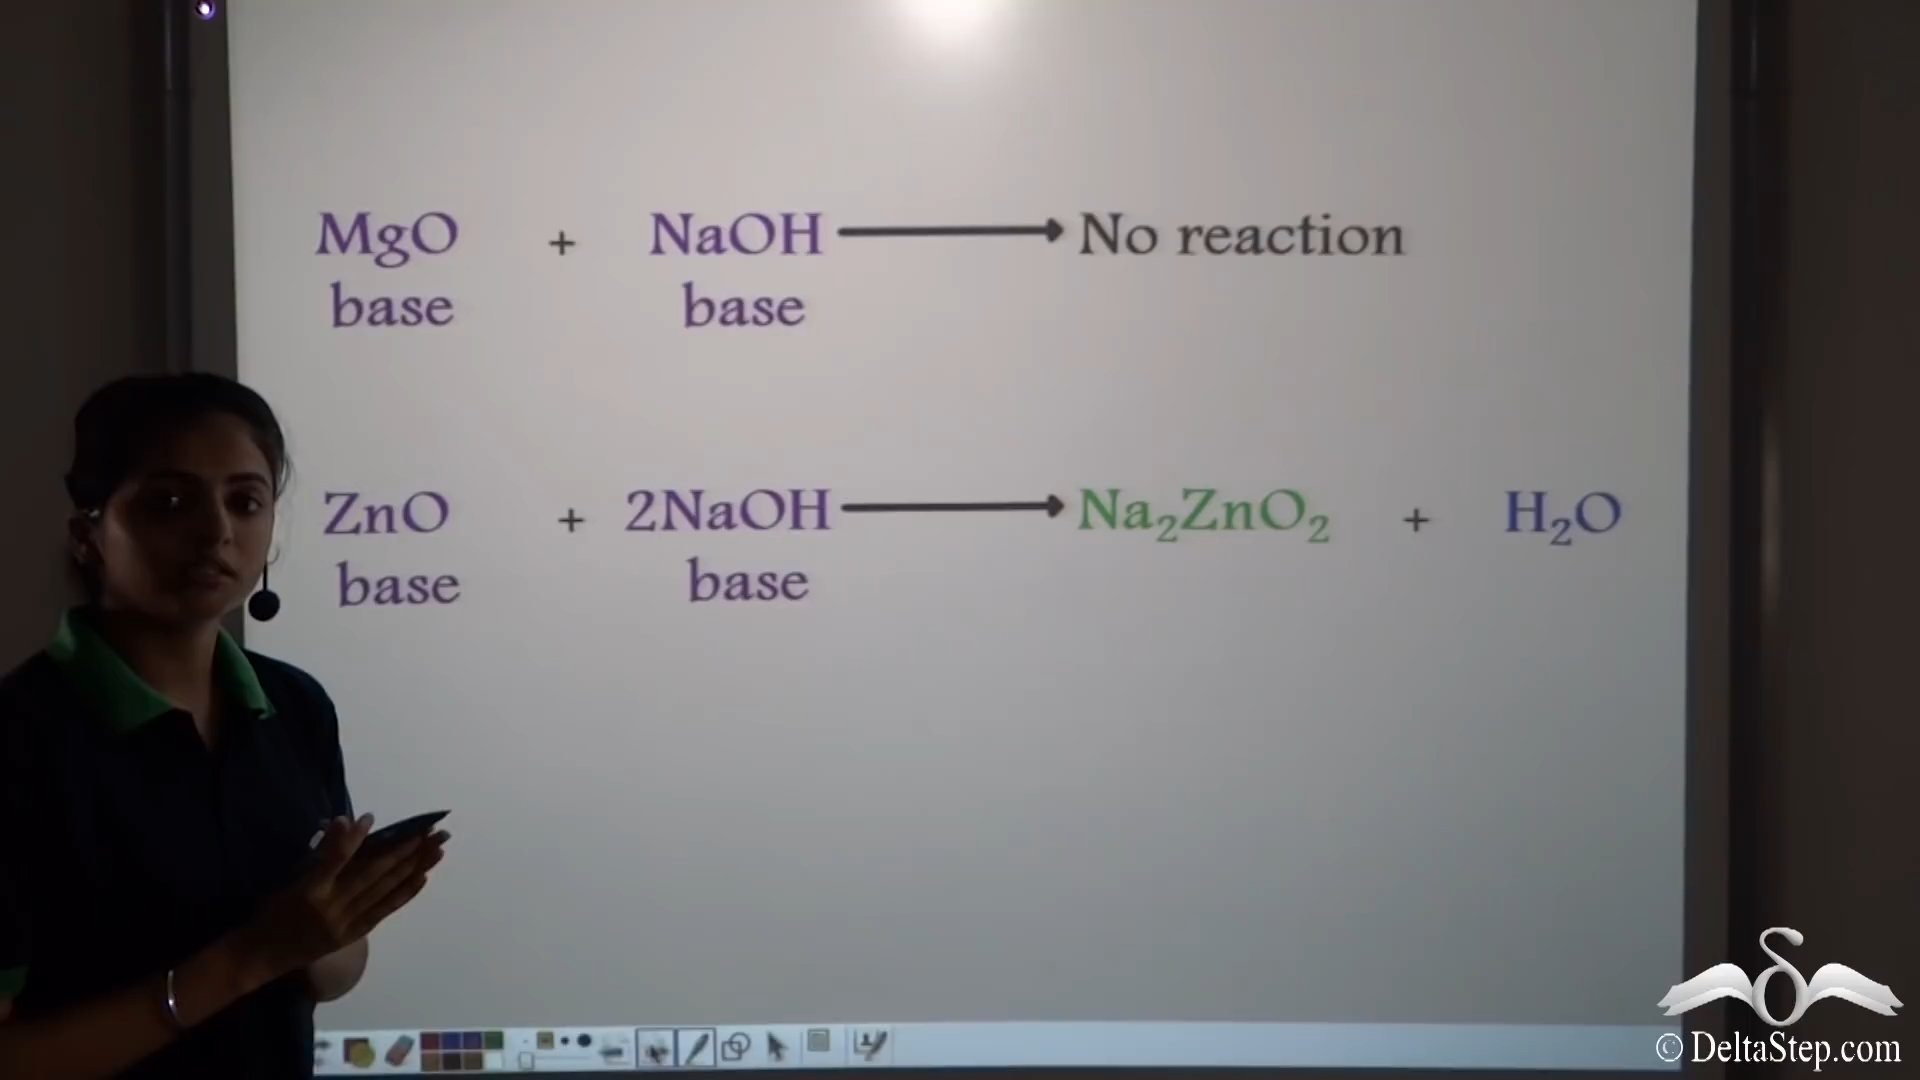 MgO + NaOH → No reaction
base base
ZnO + 2NaOH → Na₂ZnO₂ + H₂O
base base
© DeltaStep.com